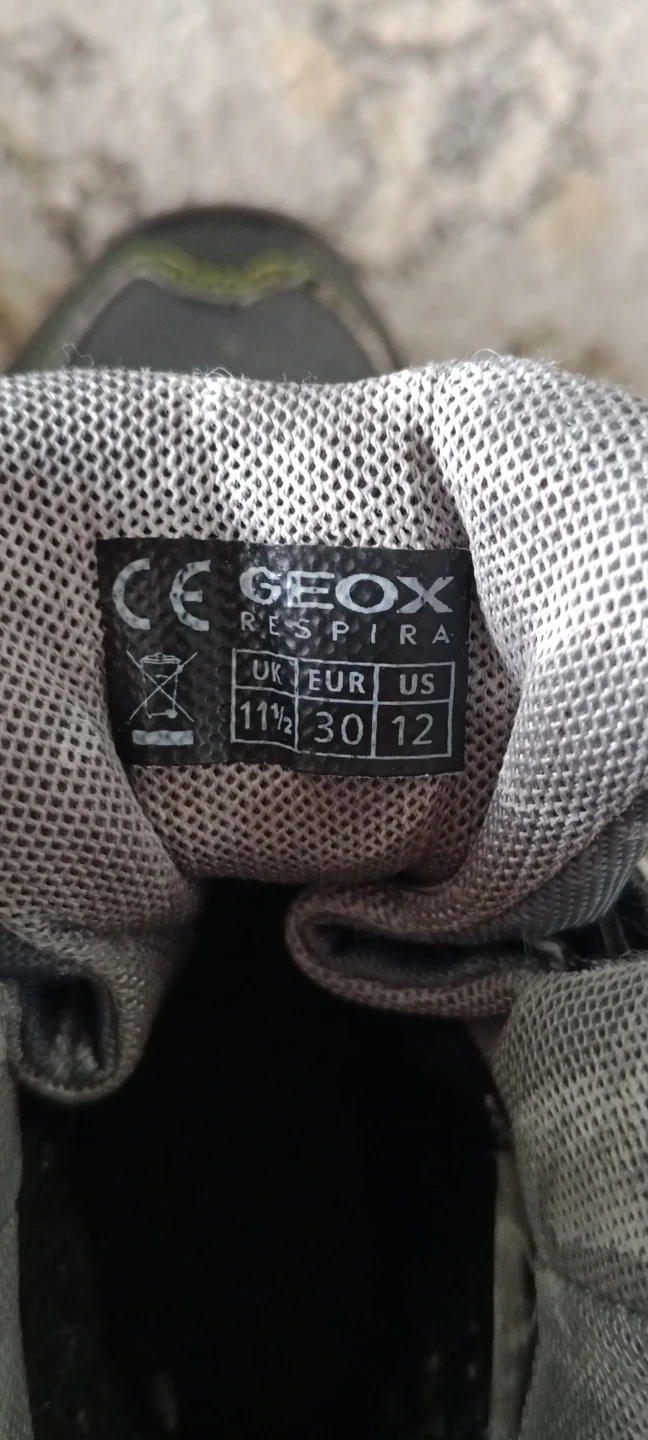 CE
GEOX
RESPIRA
UK EUR US
11½ 30 12